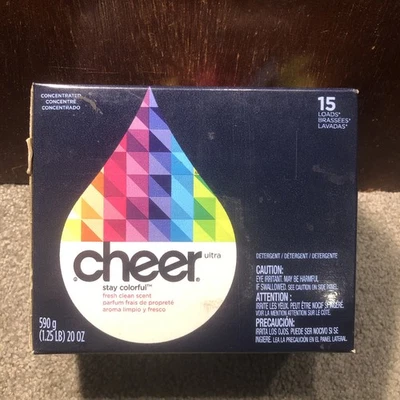 CONCENTRATED
CONCENTRÉ
CONCENTRADO
15
LOADS*
BRASSÉES*
LAVADAS*
cheer® ultra
stay colorful™
fresh clean scent
parfum frais de propreté
aroma limpio y fresco
590 g
(1.25 LB) 20 OZ
DETERGENT / DÉTERGENT / DETERGENTE
CAUTION:
EYE IRRITANT. MAY BE HARMFUL
IF SWALLOWED. SEE CAUTION ON SIDE PANEL.
ATTENTION :
IRRITE LES YEUX. PEUT ÊTRE NOCIF SI INGÉRÉ.
VOIR LA MENTION ATTENTION SUR LE CÔTÉ.
PRECAUCIÓN:
IRRITA LOS OJOS. PUEDE SER NOCIVO SI SE
INGIERE. LEA LA PRECAUCIÓN EN EL PANEL LATERAL.